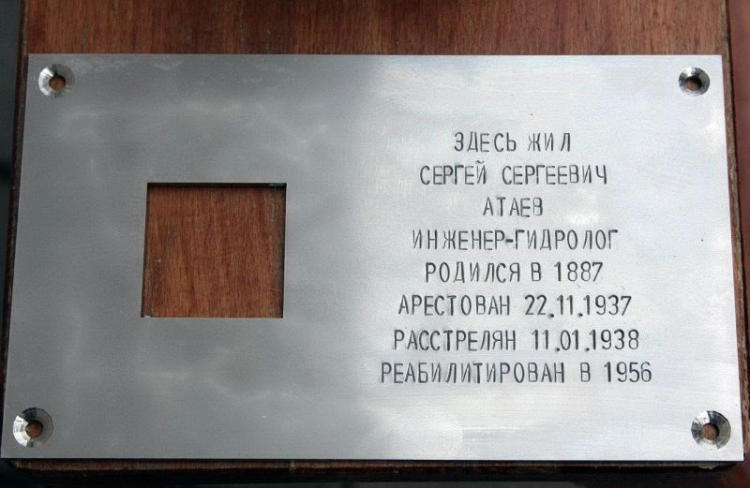 ЗДЕСЬ ЖИЛ
СЕРГЕЙ СЕРГЕЕВИЧ
АТАЕВ
ИНЖЕНЕР-ГИДРОЛОГ
РОДИЛСЯ В 1887
АРЕСТОВАН 22.11.1937
РАССТРЕЛЯН 11.01.1938
РЕАБИЛИТИРОВАН В 1956